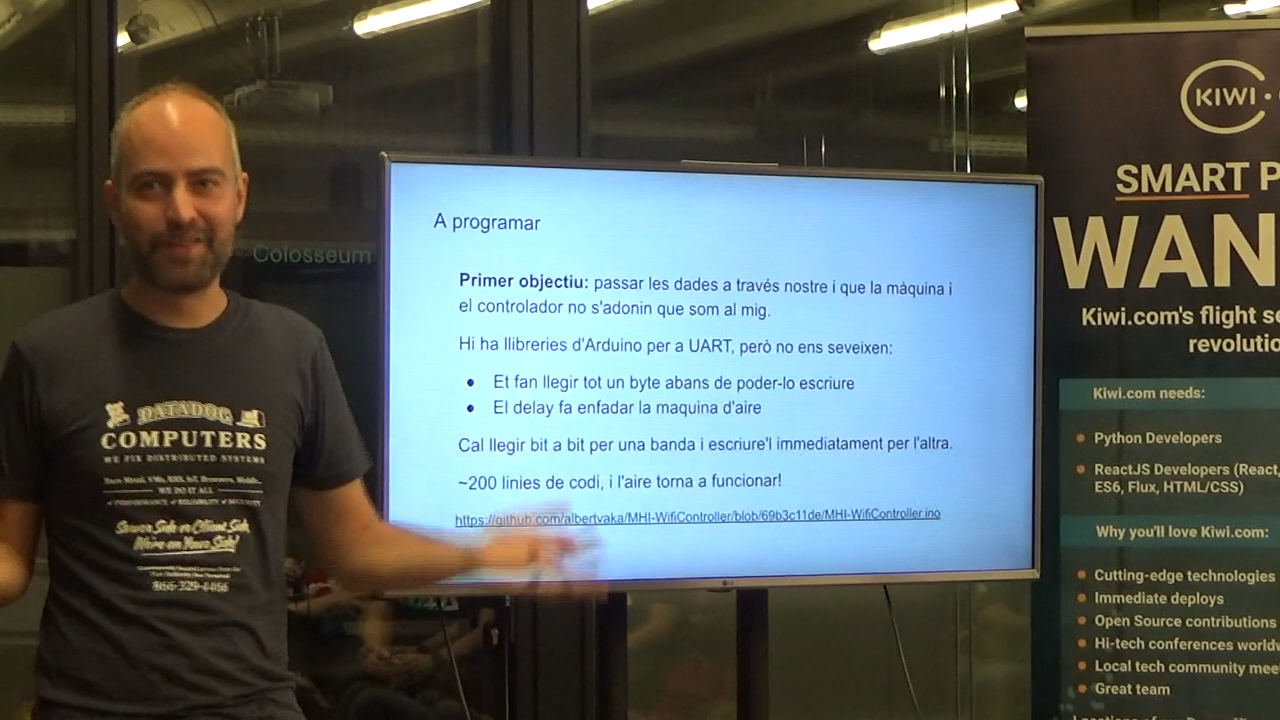 Colosseum
DATADOG
COMPUTERS
WE FIX DISTRIBUTED SYSTEMS
WE DO IT ALL
Server Side or Client Side,
We're on Your Side!
866-329-4466
A programar
Primer objectiu: passar les dades a través nostre i que la màquina i
el controlador no s'adonin que som al mig.
Hi ha llibreries d'Arduino per a UART, però no ens seveixen:
• Et fan llegir tot un byte abans de poder-lo escriure
• El delay fa enfadar la maquina d'aire
Cal llegir bit a bit per una banda i escriure'l immediatament per l'altra.
~200 linies de codi, i l'aire torna a funcionar!
https://github.com/albertvaka/MHI-WifiController/blob/69b3c11de/MHI-WifiController.ino
LG
KIWI.
SMART P
WAN
Kiwi.com's flight se
revolutio
Kiwi.com needs:
• Python Developers
• ReactJS Developers (React,
ES6, Flux, HTML/CSS)
Why you'll love Kiwi.com:
• Cutting-edge technologies
• Immediate deploys
• Open Source contributions
• Hi-tech conferences worldw
• Local tech community mee
• Great team